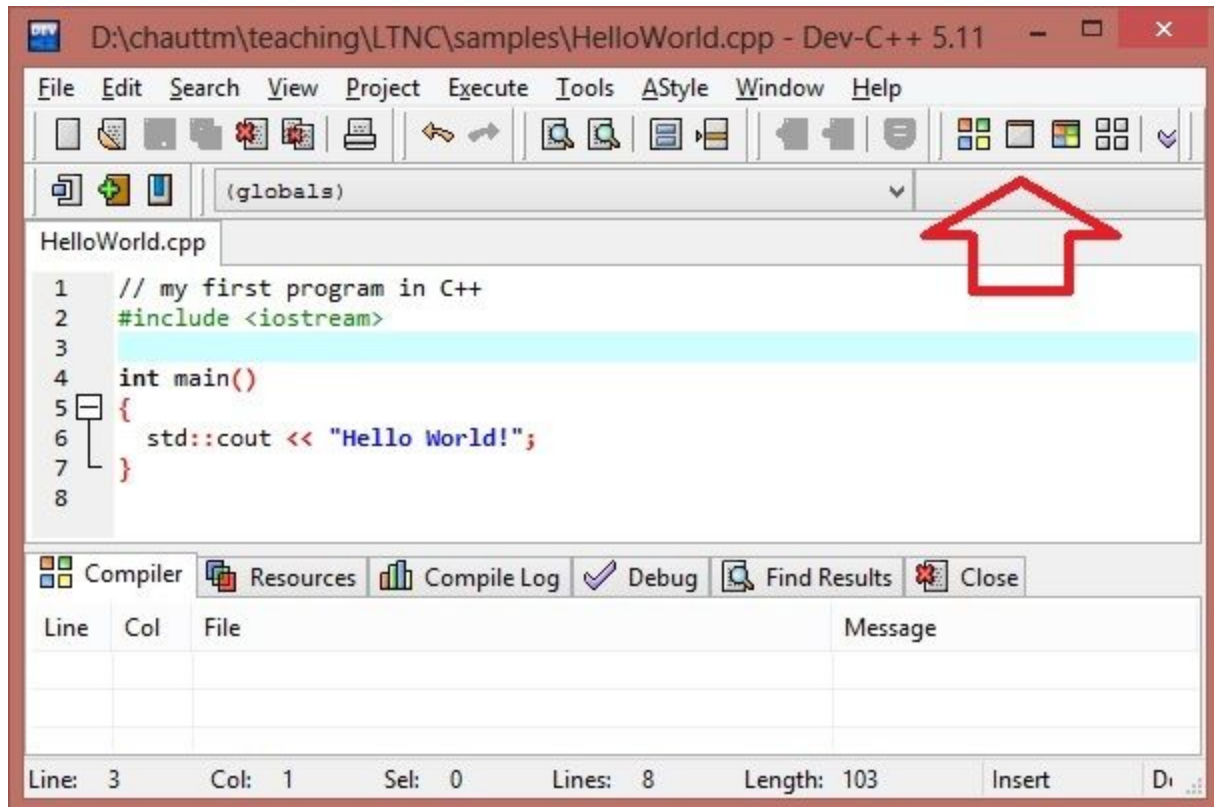 DEV
D:\chauttm\teaching\LTNC\samples\HelloWorld.cpp - Dev-C++ 5.11
File Edit Search View Project Execute Tools AStyle Window Help
(globals)
HelloWorld.cpp
1 // my first program in C++
2 #include <iostream>
3
4 int main()
5 {
6 std::cout << "Hello World!";
7 }
8
Compiler Resources Compile Log Debug Find Results Close
Line Col File Message
Line: 3 Col: 1 Sel: 0 Lines: 8 Length: 103 Insert